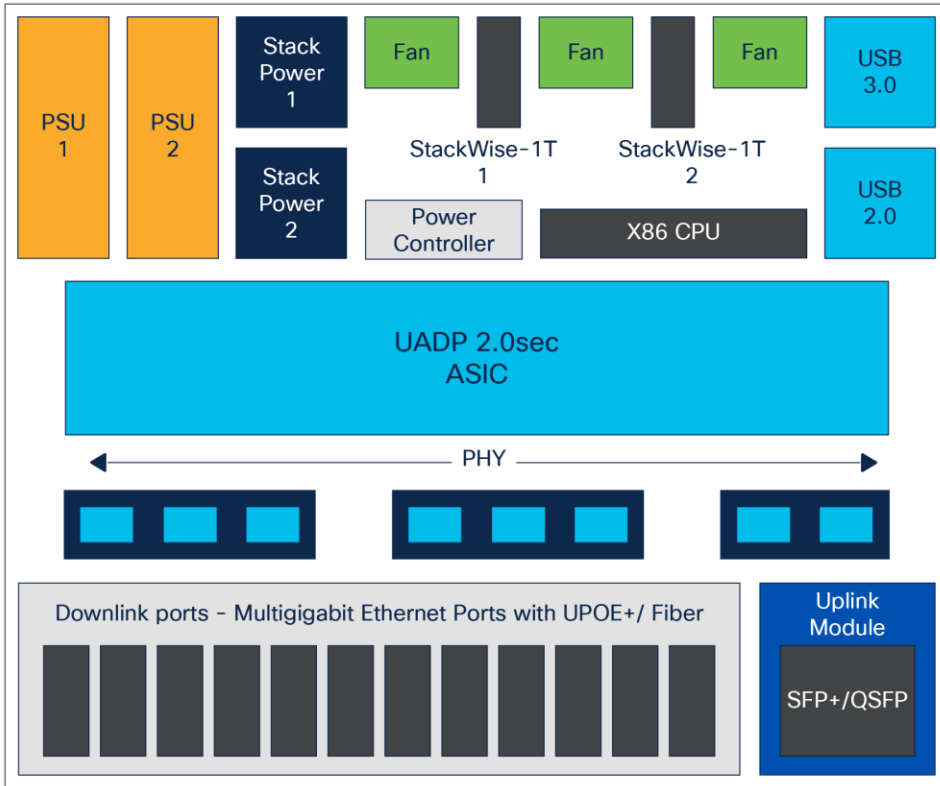 PSU
1
PSU
2
Stack
Power
1
Stack
Power
2
Fan
Fan
Fan
StackWise-1T
1
StackWise-1T
2
Power
Controller
X86 CPU
USB
3.0
USB
2.0
UADP 2.0sec
ASIC
PHY
Downlink ports - Multigigabit Ethernet Ports with UPOE+/ Fiber
Uplink
Module
SFP+/QSFP